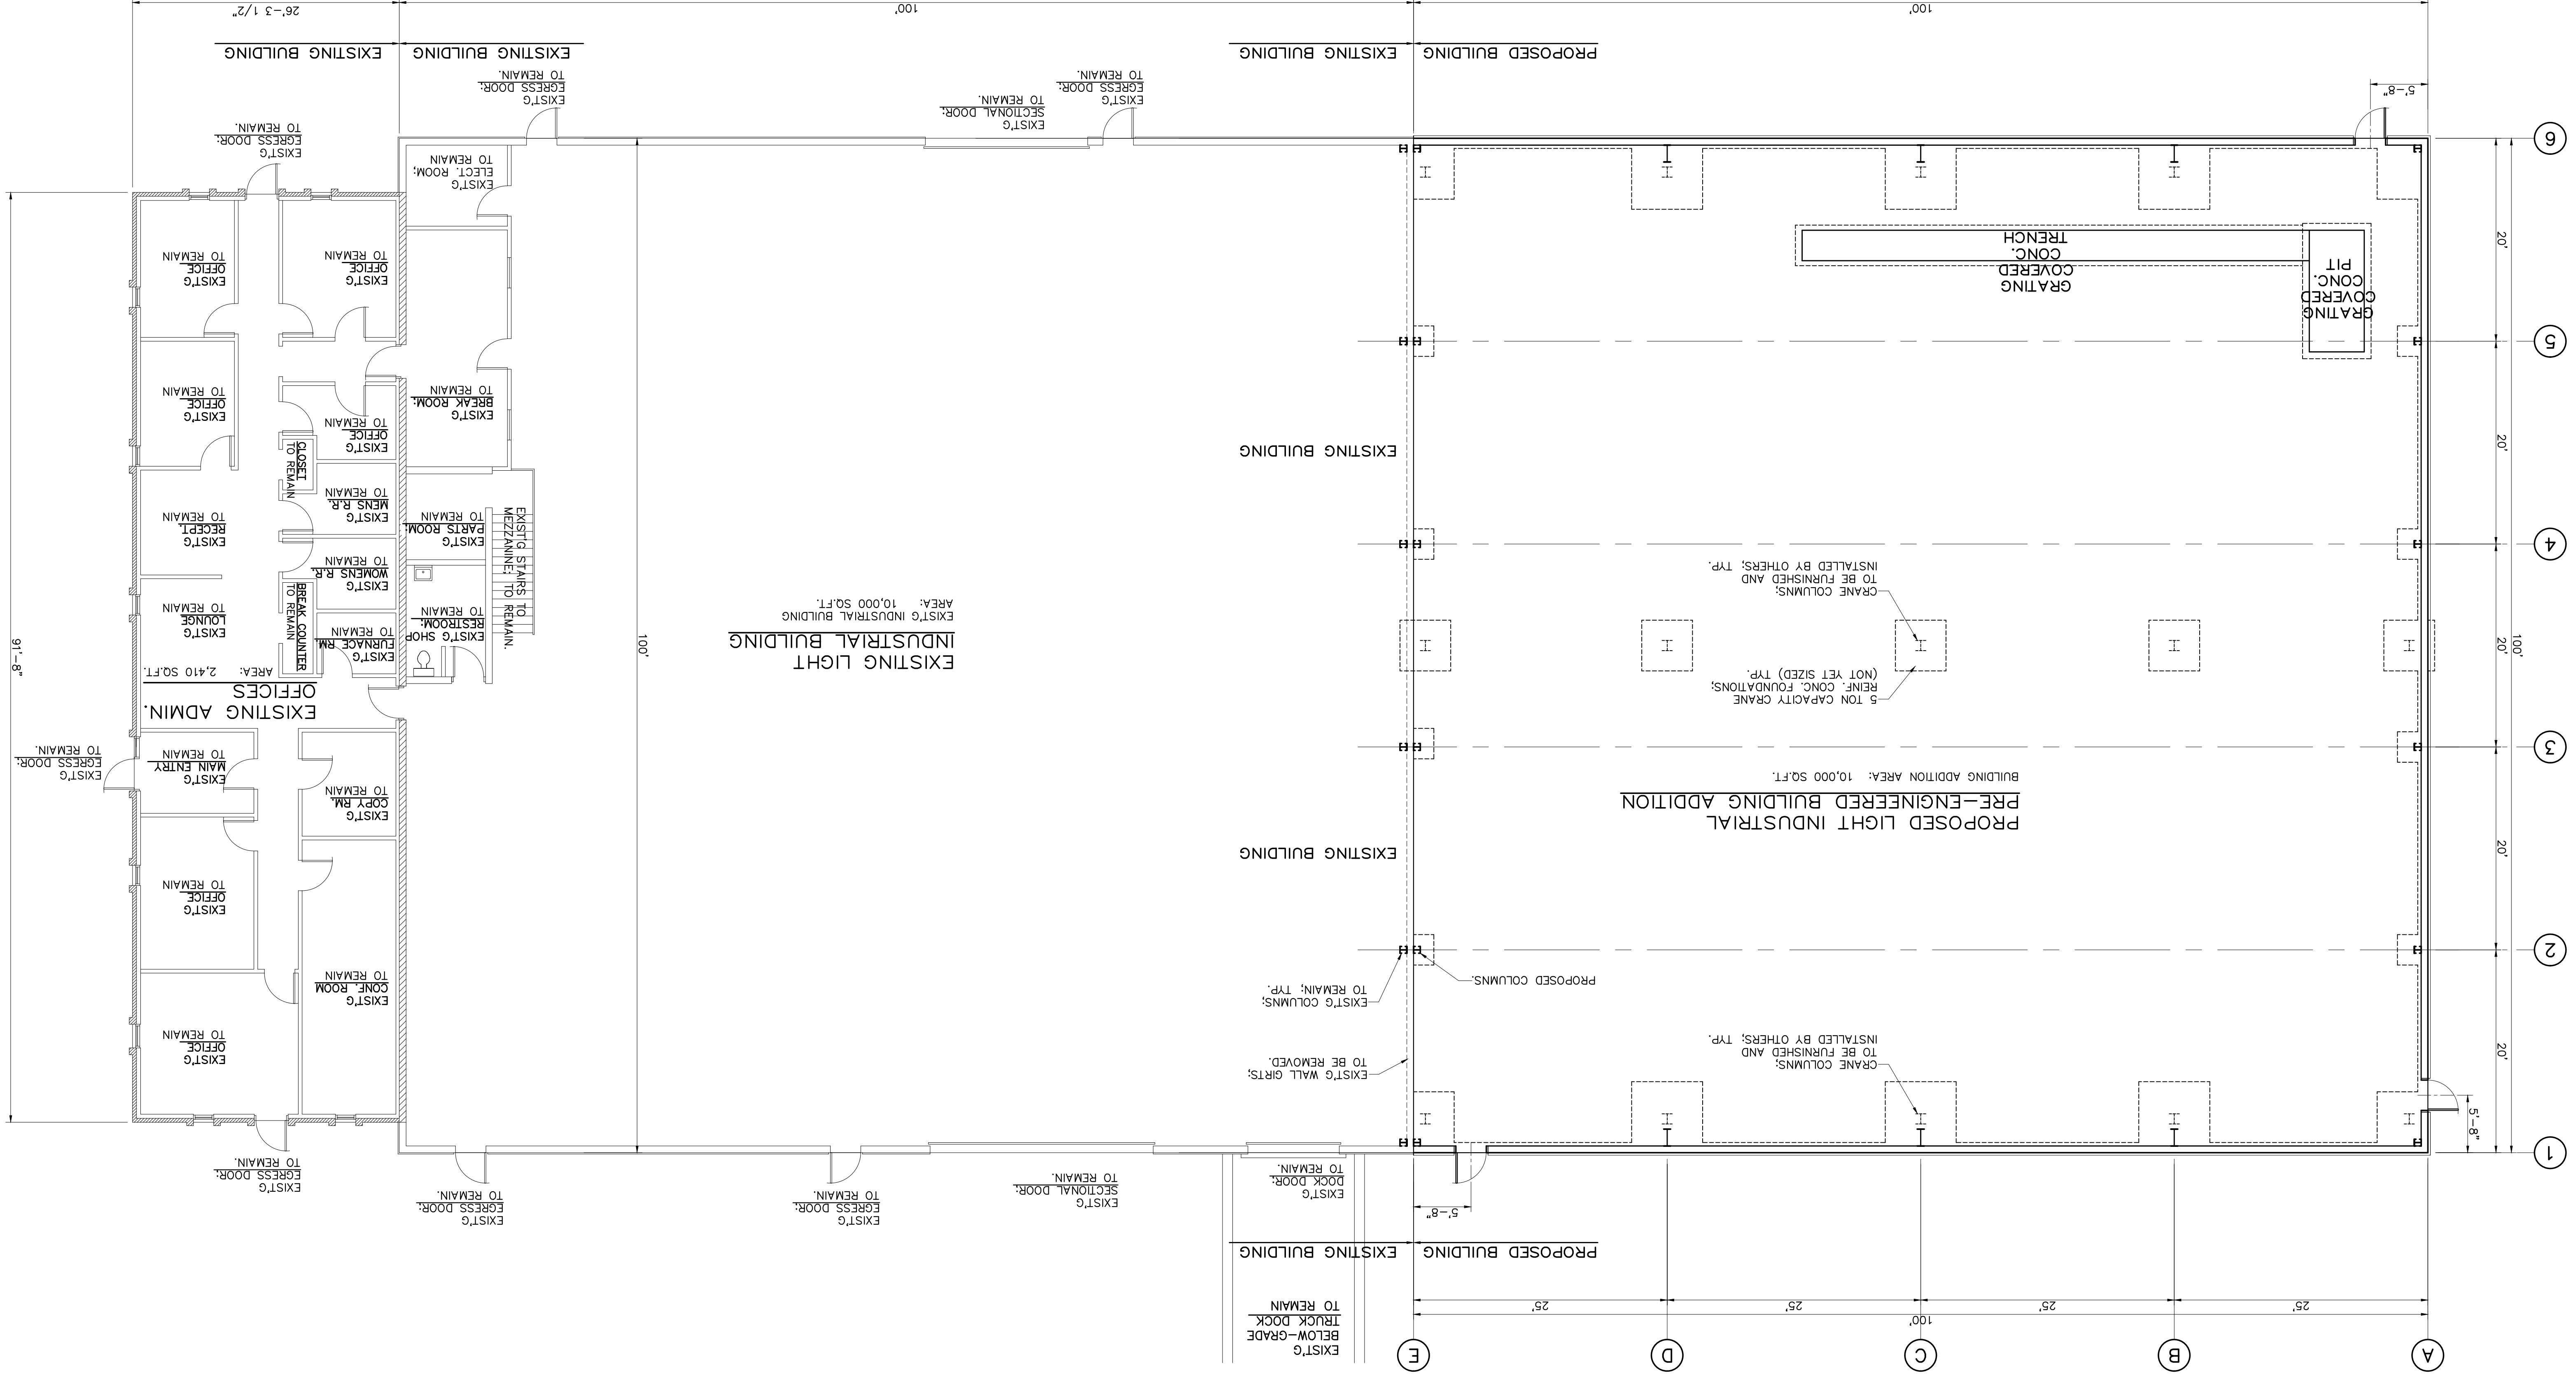 A
B
C
D
E
EXIST'G
BELOW-GRADE
TRUCK DOCK
TO REMAIN
100'
25'
25'
25'
25'
PROPOSED BUILDING
EXISTING BUILDING
5'-8"
EXIST'G
DOCK DOOR;
TO REMAIN.
EXIST'G
SECTIONAL DOOR;
TO REMAIN.
EXIST'G
EGRESS DOOR;
TO REMAIN.
EXIST'G
EGRESS DOOR;
TO REMAIN.
EXIST'G
EGRESS DOOR;
TO REMAIN.
1
2
3
4
5
6
5'-8"
20'
20'
20'
20'
20'
100'
CRANE COLUMNS;
TO BE FURNISHED AND
INSTALLED BY OTHERS; TYP.
EXIST'G WALL GIRTS;
TO BE REMOVED.
EXIST'G COLUMNS;
TO REMAIN; TYP.
PROPOSED COLUMNS.
PROPOSED LIGHT INDUSTRIAL
PRE-ENGINEERED BUILDING ADDITION
BUILDING ADDITION AREA: 10,000 SQ.FT.
EXISTING BUILDING
5 TON CAPACITY CRANE
REINF. CONC. FOUNDATIONS;
(NOT YET SIZED) TYP.
CRANE COLUMNS;
TO BE FURNISHED AND
INSTALLED BY OTHERS; TYP.
EXISTING BUILDING
GRATING
COVERED
CONC.
PIT
GRATING
COVERED
CONC.
TRENCH
5'-8"
EXISTING LIGHT
INDUSTRIAL BUILDING
EXIST'G INDUSTRIAL BUILDING
AREA: 10,000 SQ.FT.
100'
EXIST'G SHOP
RESTROOM;
TO REMAIN
EXIST'G STAIRS TO
MEZZANINE; TO REMAIN.
EXIST'G
PARTS ROOM;
TO REMAIN
EXIST'G
BREAK ROOM;
TO REMAIN
EXIST'G
ELECT. ROOM;
TO REMAIN
EXIST'G
OFFICE
TO REMAIN
EXIST'G
CONF. ROOM
TO REMAIN
EXIST'G
OFFICE
TO REMAIN
EXIST'G
COPY RM.
TO REMAIN
EXIST'G
MAIN ENTRY
TO REMAIN
EXIST'G
EGRESS DOOR;
TO REMAIN.
EXISTING ADMIN.
OFFICES
AREA: 2,410 SQ.FT.
EXIST'G
FURNACE RM.
TO REMAIN
BREAK COUNTER
TO REMAIN
EXIST'G
LOUNGE
TO REMAIN
EXIST'G
WOMENS R.R.
TO REMAIN
EXIST'G
RECEPT.
TO REMAIN
EXIST'G
MENS R.R.
TO REMAIN
CLOSET
TO REMAIN
EXIST'G
OFFICE
TO REMAIN
EXIST'G
OFFICE
TO REMAIN
EXIST'G
OFFICE
TO REMAIN
EXIST'G
OFFICE
TO REMAIN
91'-8"
EXIST'G
EGRESS DOOR;
TO REMAIN.
EXIST'G
SECTIONAL DOOR;
TO REMAIN.
EXIST'G
EGRESS DOOR;
TO REMAIN.
EXIST'G
EGRESS DOOR;
TO REMAIN.
PROPOSED BUILDING
EXISTING BUILDING
EXISTING BUILDING
EXISTING BUILDING
100'
100'
26'-3 1/2"